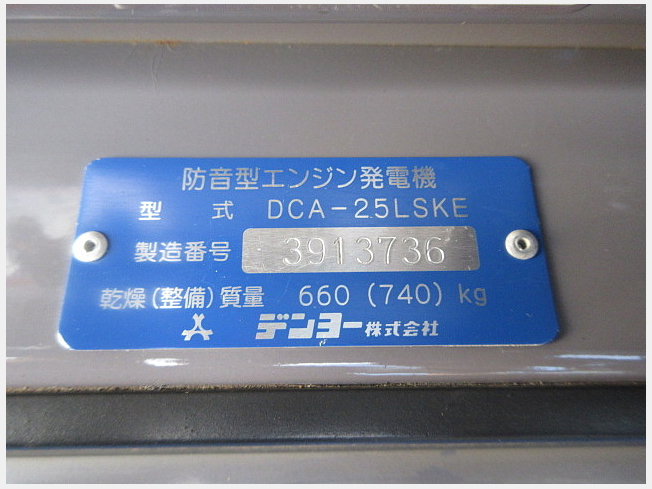 防音型エンジン発電機
型 式 DCA-25LSKE
製造番号 3913736
乾燥(整備)質量 660 (740) kg
デンヨー株式会社